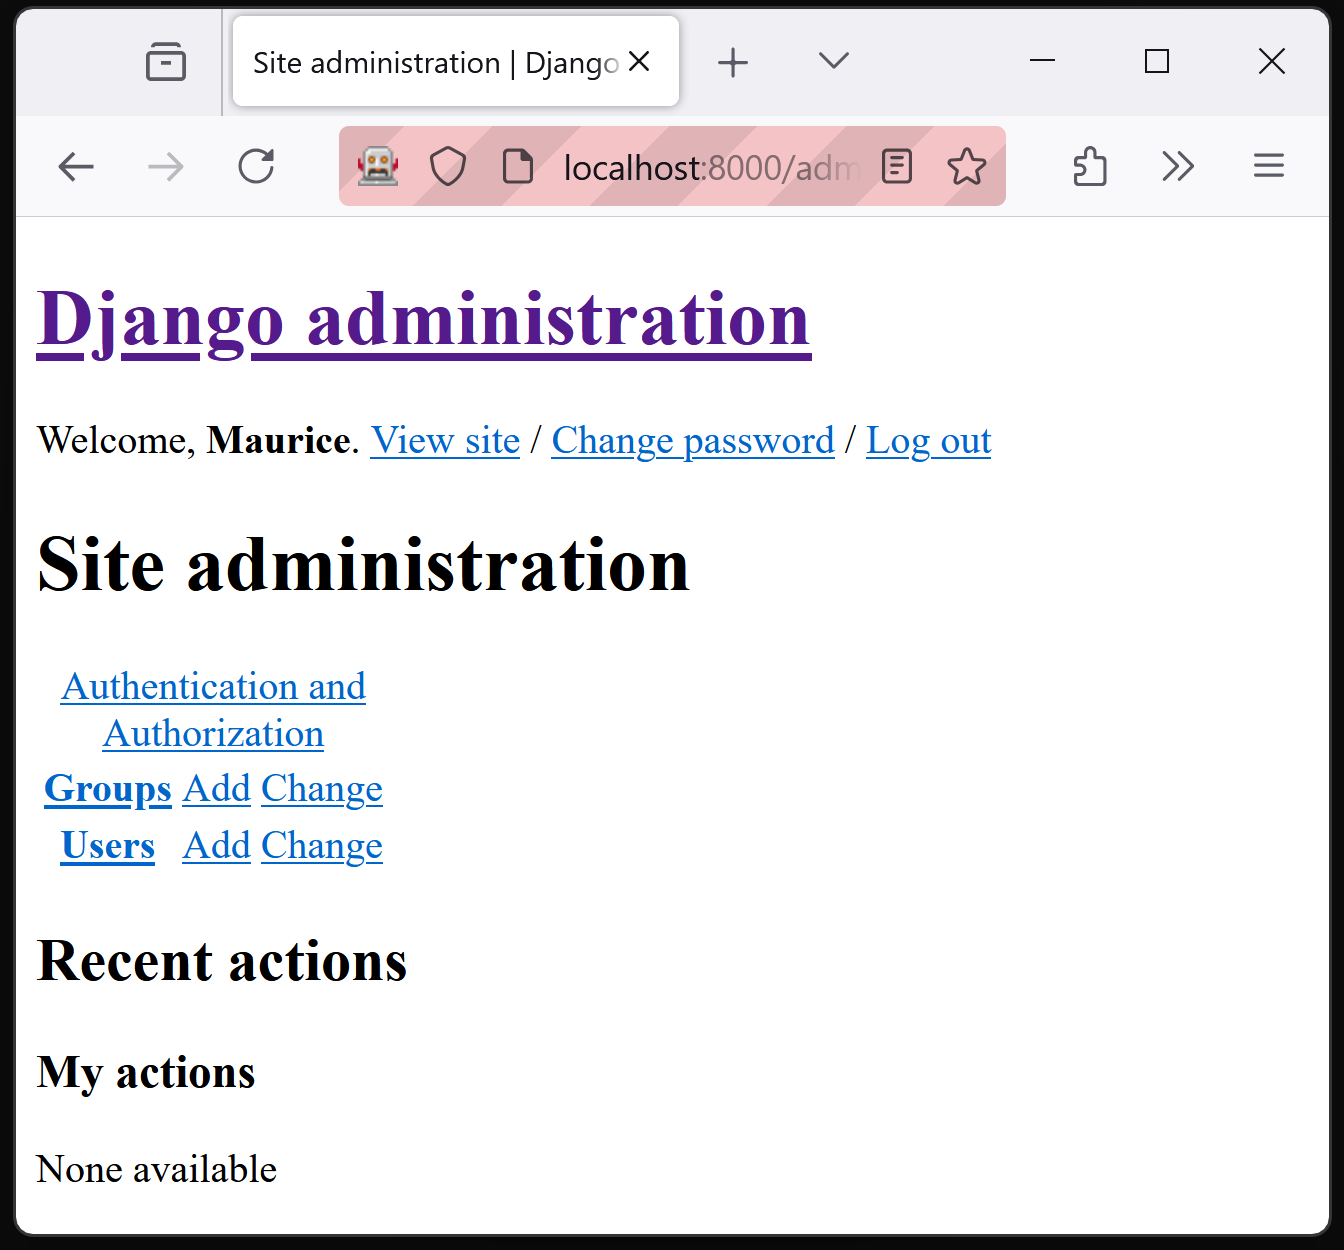 Site administration | Django
localhost:8000/adm
Django administration
Welcome, Maurice. View site / Change password / Log out
Site administration
Authentication and
Authorization
Groups Add Change
Users Add Change
Recent actions
My actions
None available